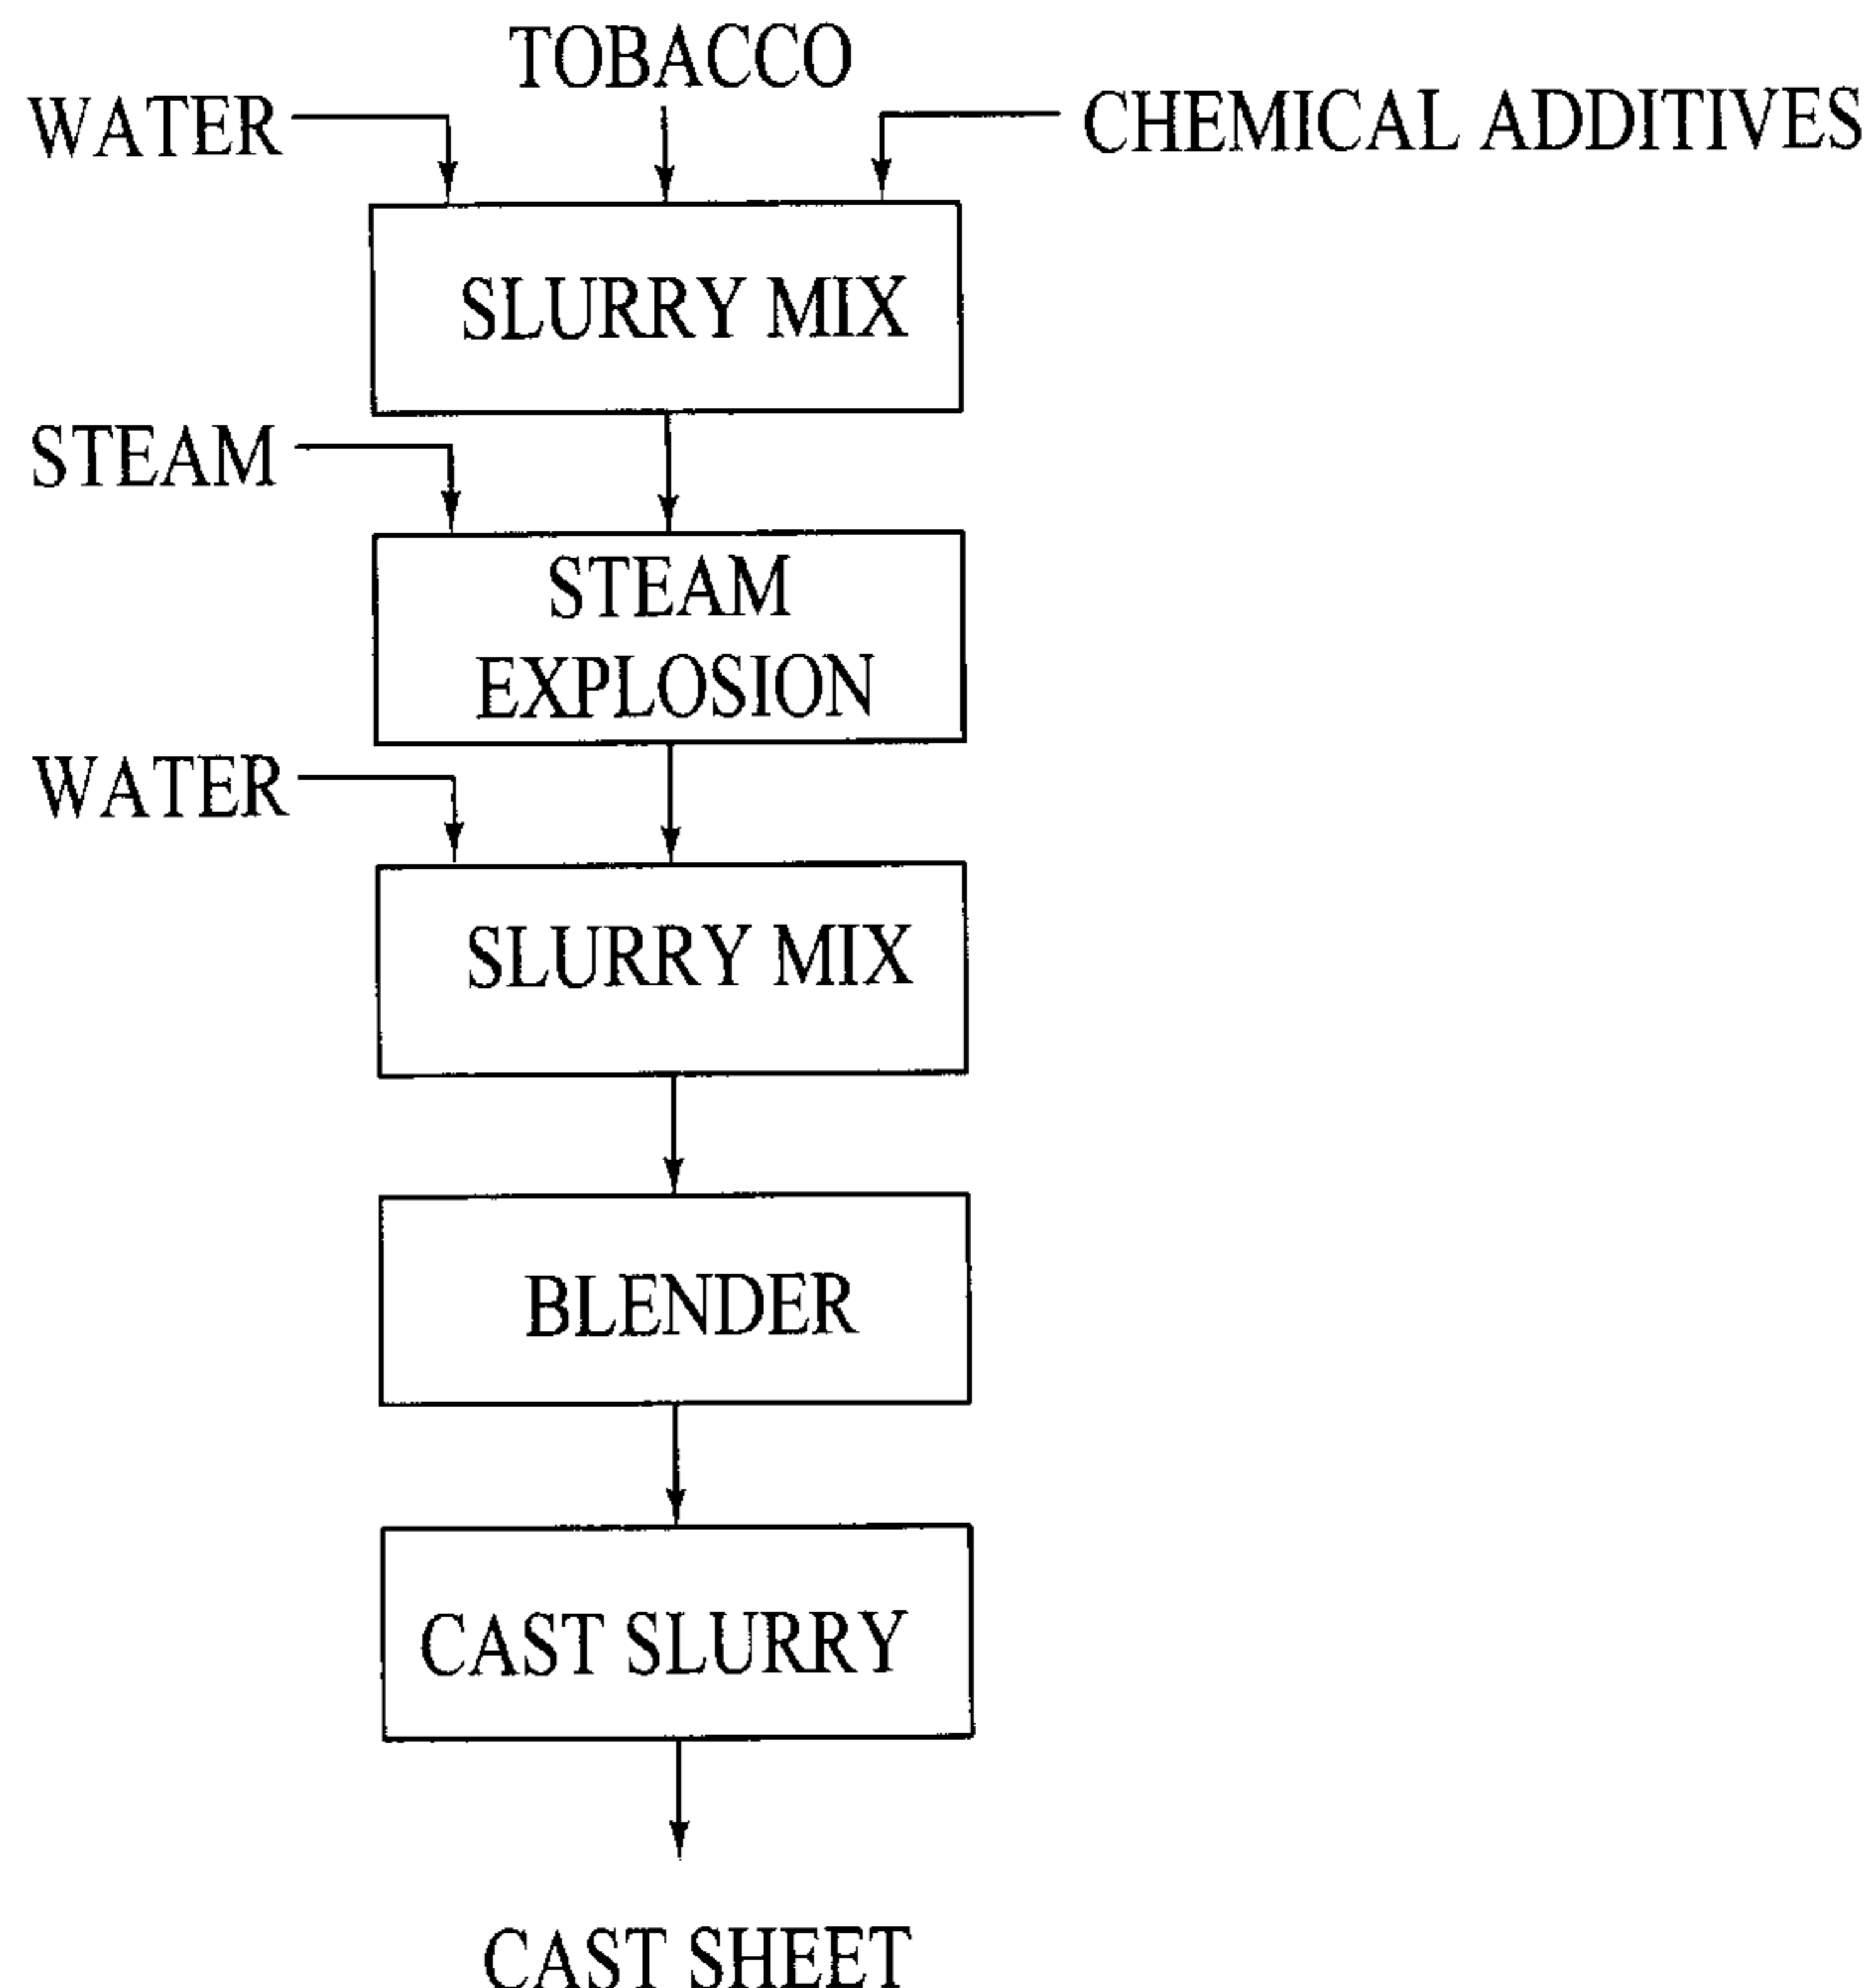 TOBACCO
WATER
CHEMICAL ADDITIVES
SLURRY MIX
STEAM
STEAM
EXPLOSION
WATER
SLURRY MIX
BLENDER
CAST SLURRY
CAST SHEET